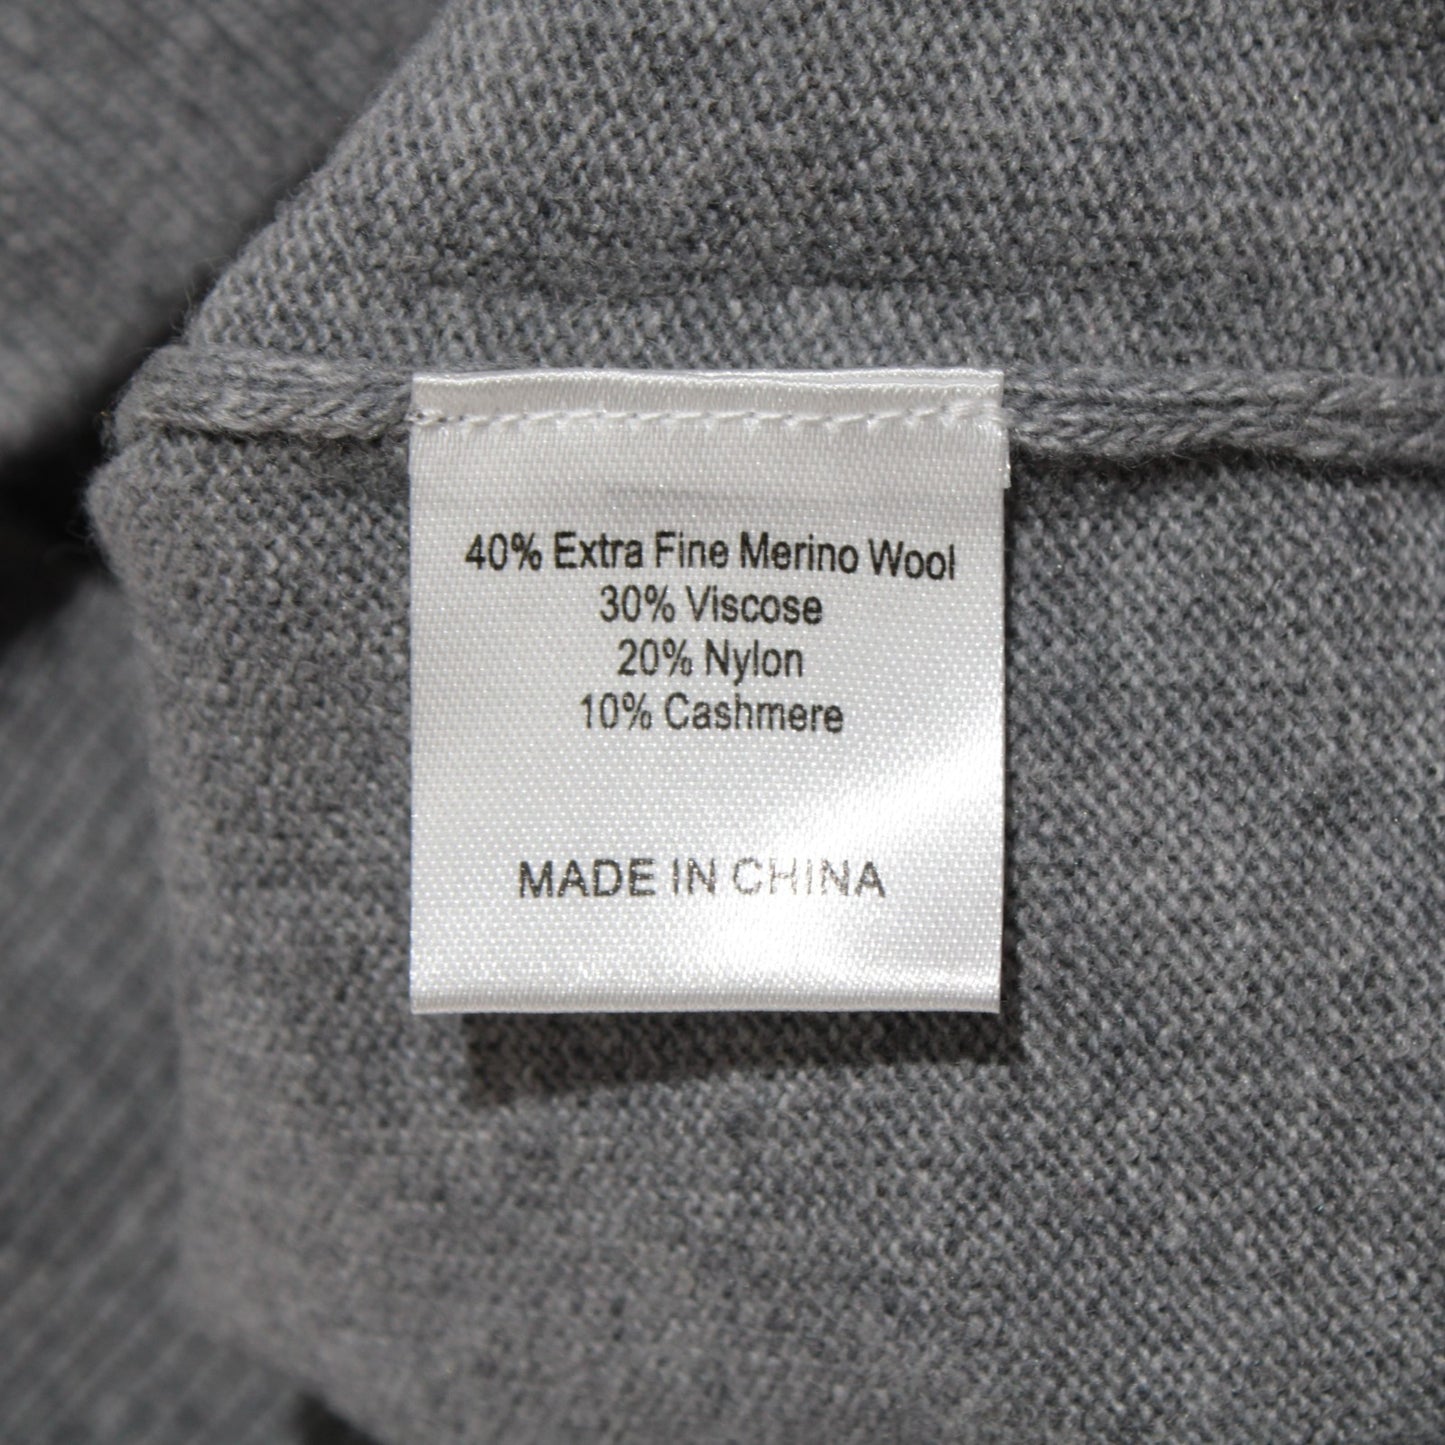 40% Extra Fine Merino Wool
30% Viscose
20% Nylon
10% Cashmere
MADE IN CHINA